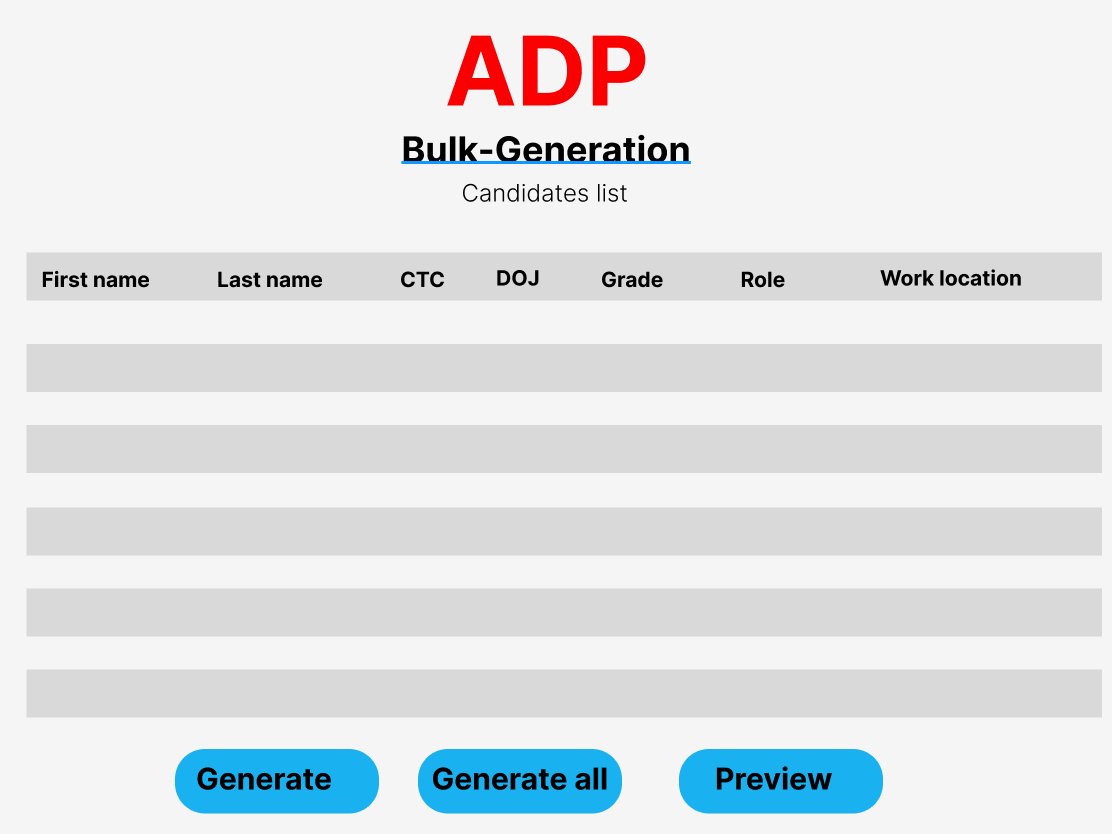 ADP
Bulk-Generation
Candidates list
First name Last name CTC DOJ Grade Role Work location
Generate Generate all Preview